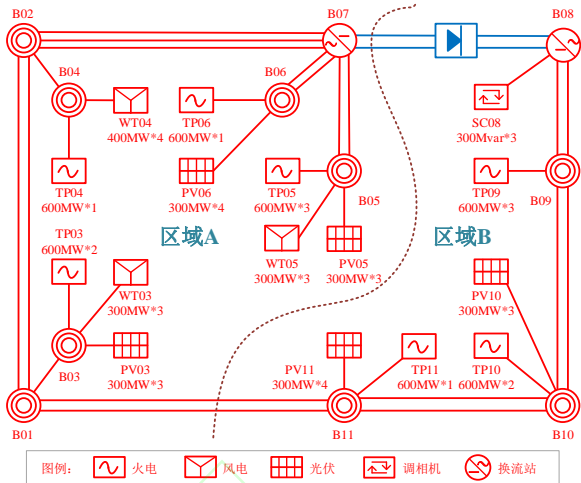 B02
B07
B08
B04
B06
WT04
400MW*4
TP06
600MW*1
SC08
300Mvar*3
TP04
600MW*1
PV06
300MW*4
TP05
600MW*3
B05
TP09
600MW*3
B09
TP03
600MW*2
区域A
区域B
WT05
300MW*3
PV05
300MW*3
WT03
300MW*3
PV10
300MW*3
B03
PV03
300MW*3
PV11
300MW*4
TP11
600MW*1
TP10
600MW*2
B01
B11
B10
图例:
火电
风电
光伏
调相机
换流站